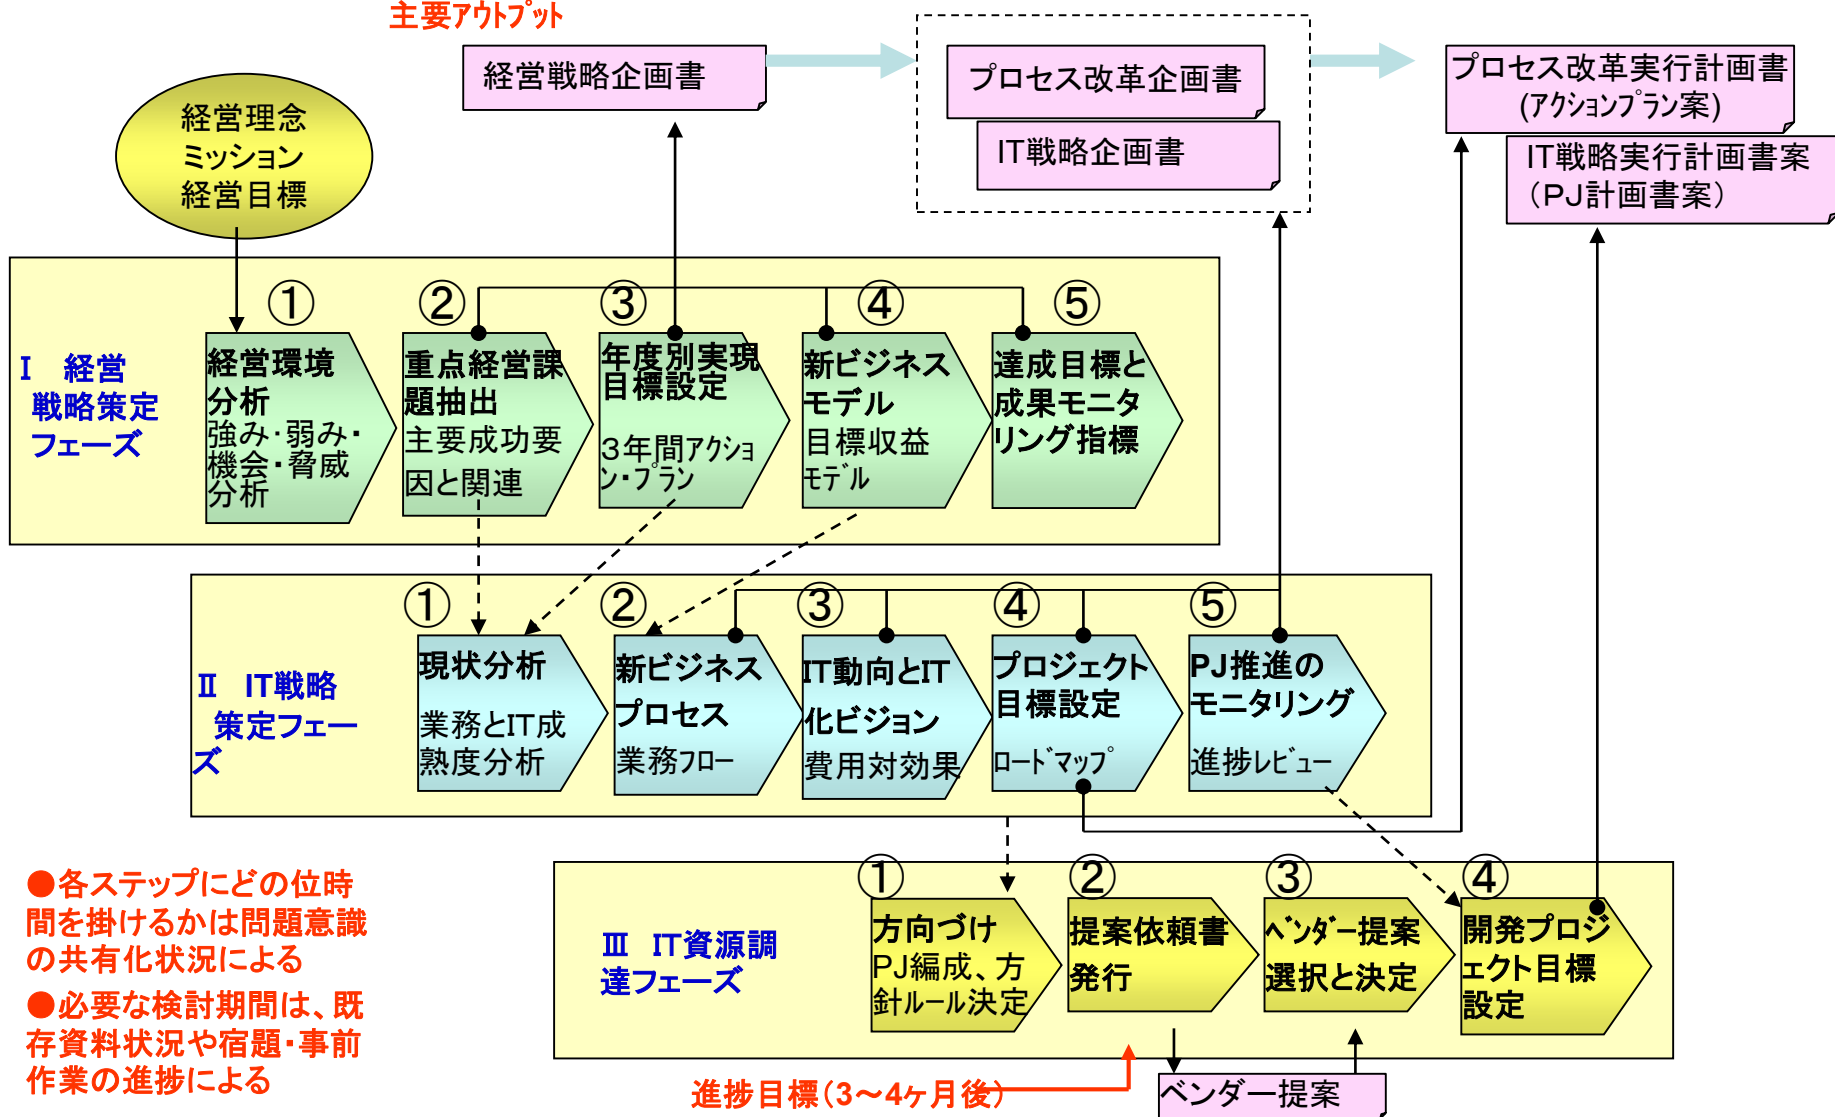 主要アウトプット
経営戦略企画書
プロセス改革企画書
IT戦略企画書
プロセス改革実行計画書
(アクションプラン案)
IT戦略実行計画書案
（PJ計画書案）
経営理念
ミッション
経営目標
Ⅰ　経営
戦略策定
フェーズ
①
経営環境
分析
強み・弱み・
機会・脅威
分析
②
重点経営課
題抽出
主要成功要
因と関連
③
年度別実現
目標設定
３年間アクショ
ン・プラン
④
新ビジネス
モデル
目標収益
モデル
⑤
達成目標と
成果モニタ
リング指標
Ⅱ　IT戦略
策定フェー
ズ
①
現状分析
業務とIT成
熟度分析
②
新ビジネス
プロセス
業務フロー
③
IT動向とIT
化ビジョン
費用対効果
④
プロジェクト
目標設定
ロードマップ
⑤
PJ推進の
モニタリング
進捗レビュー
Ⅲ　IT資源調
達フェーズ
①
方向づけ
PJ編成、方
針ルール決定
②
提案依頼書
発行
③
ベンダー提案
選択と決定
④
開発プロジ
ェクト目標
設定
●各ステップにどの位時
間を掛けるかは問題意識
の共有化状況による
●必要な検討期間は、既
存資料状況や宿題・事前
作業の進捗による
進捗目標（3～4ヶ月後）
ベンダー提案